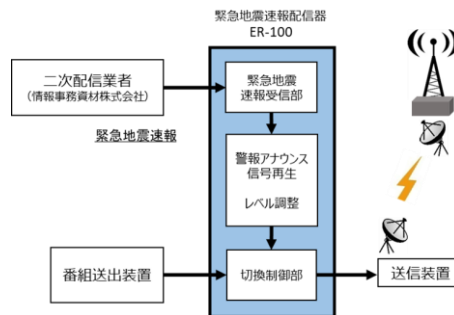 緊急地震速報配信器
ER-100
二次配信業者
(情報事務資材株式会社)
緊急地震
速報受信部
緊急地震速報
警報アナウンス
信号再生
レベル調整
番組送出装置
切換制御部
送信装置